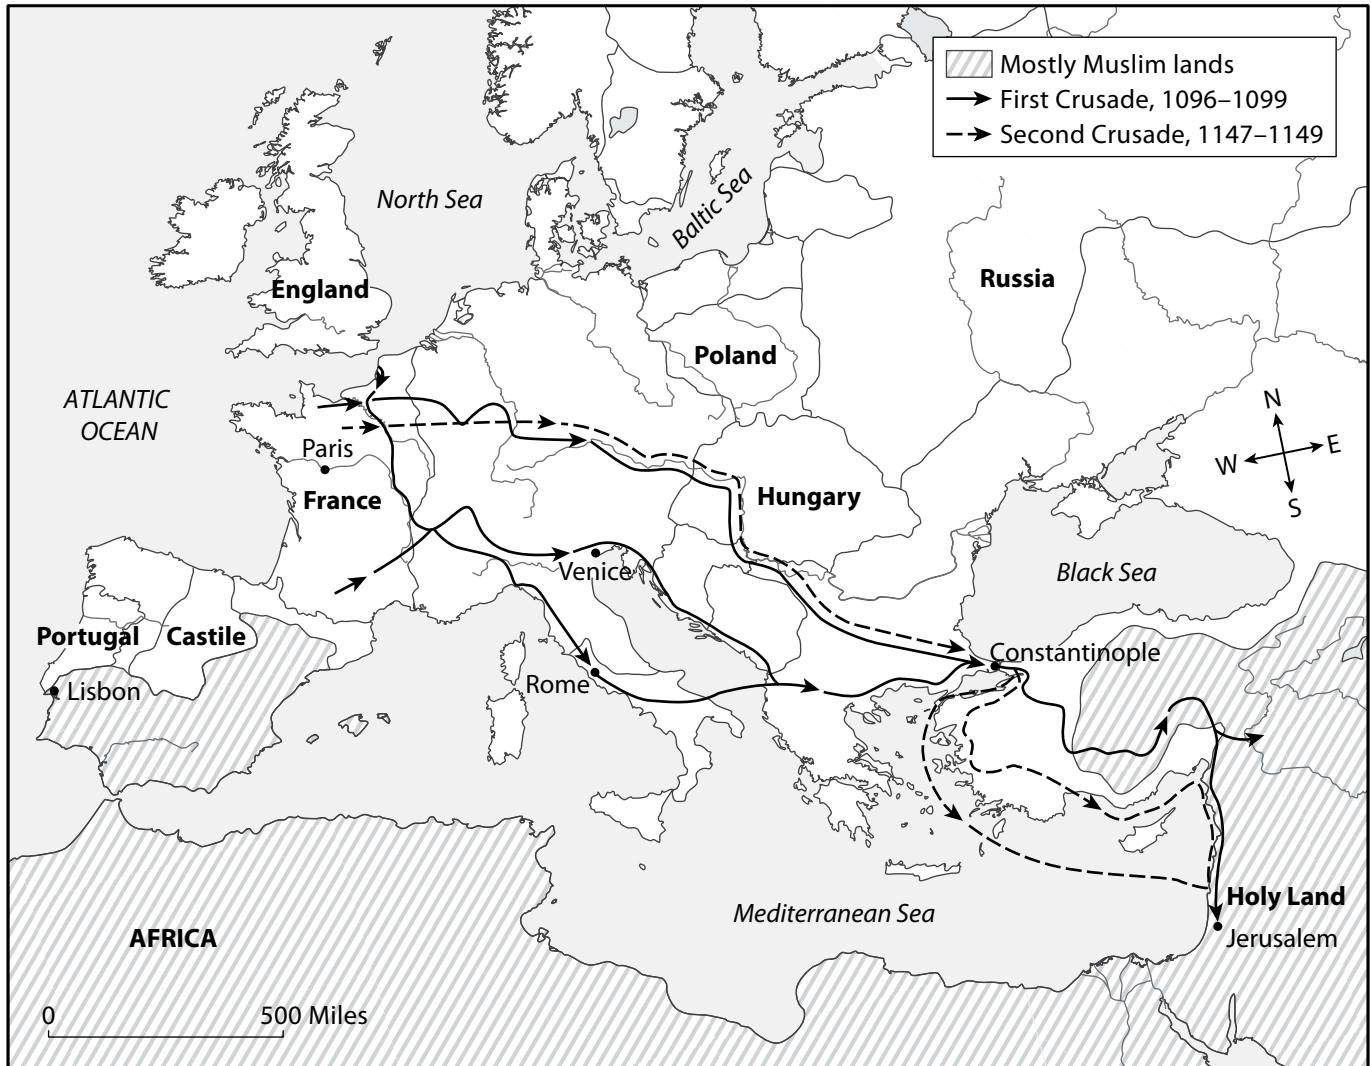 Mostly Muslim lands
First Crusade, 1096–1099
Second Crusade, 1147–1149
North Sea
Baltic Sea
England
Russia
Poland
ATLANTIC
OCEAN
N
W
E
S
Paris
France
Hungary
Venice
Black Sea
Portugal
Castile
Constantinople
Lisbon
Rome
Holy Land
Mediterranean Sea
Jerusalem
AFRICA
0
500 Miles